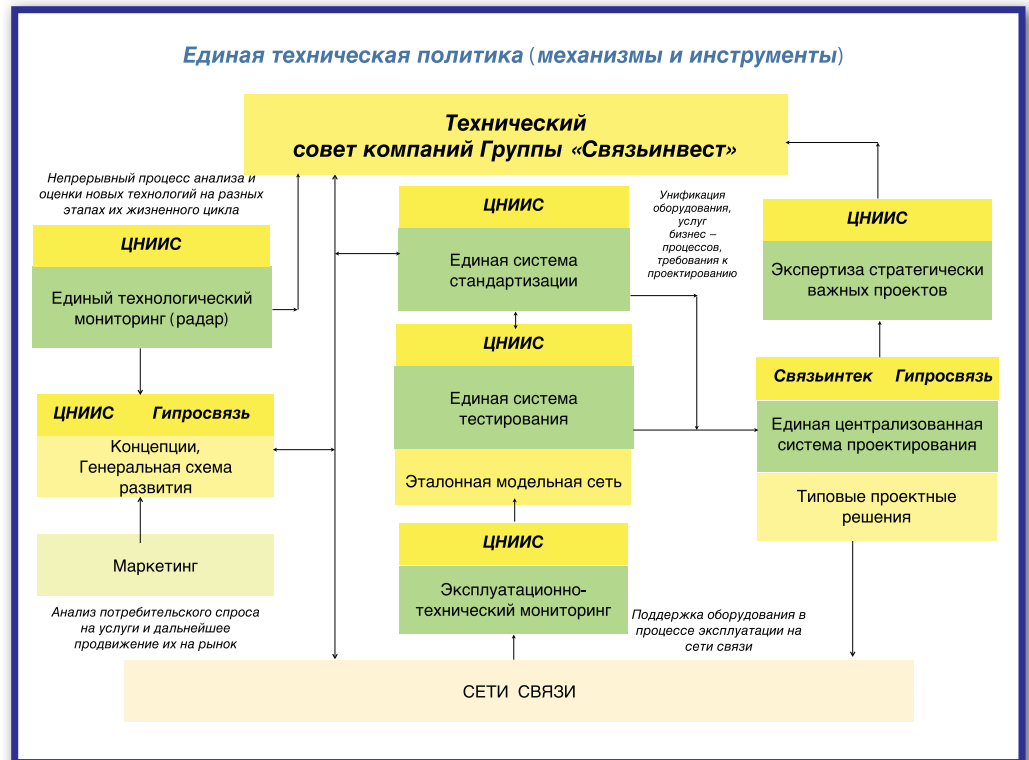 Единая техническая политика (механизмы и инструменты)
Технический
совет компаний Группы «Связьинвест»
Непрерывный процесс анализа и
оценки новых технологий на разных
этапах их жизненного цикла
ЦНИИС
Единый технологический
мониторинг (радар)
ЦНИИС Гипросвязь
Концепции,
Генеральная схема
развития
Маркетинг
Анализ потребительского спроса
на услуги и дальнейшее
продвижение их на рынок
ЦНИИС
Единая система
стандартизации
ЦНИИС
Единая система
тестирования
Эталонная модельная сеть
ЦНИИС
Эксплуатационно-
технический мониторинг
Унификация
оборудования,
услуг
бизнес –
процессов,
требования к
проектированию
ЦНИИС
Экспертиза стратегически
важных проектов
Связьинтек Гипросвязь
Единая централизованная
система проектирования
Типовые проектные
решения
Поддержка оборудования в
процессе эксплуатации на
сети связи
СЕТИ СВЯЗИ